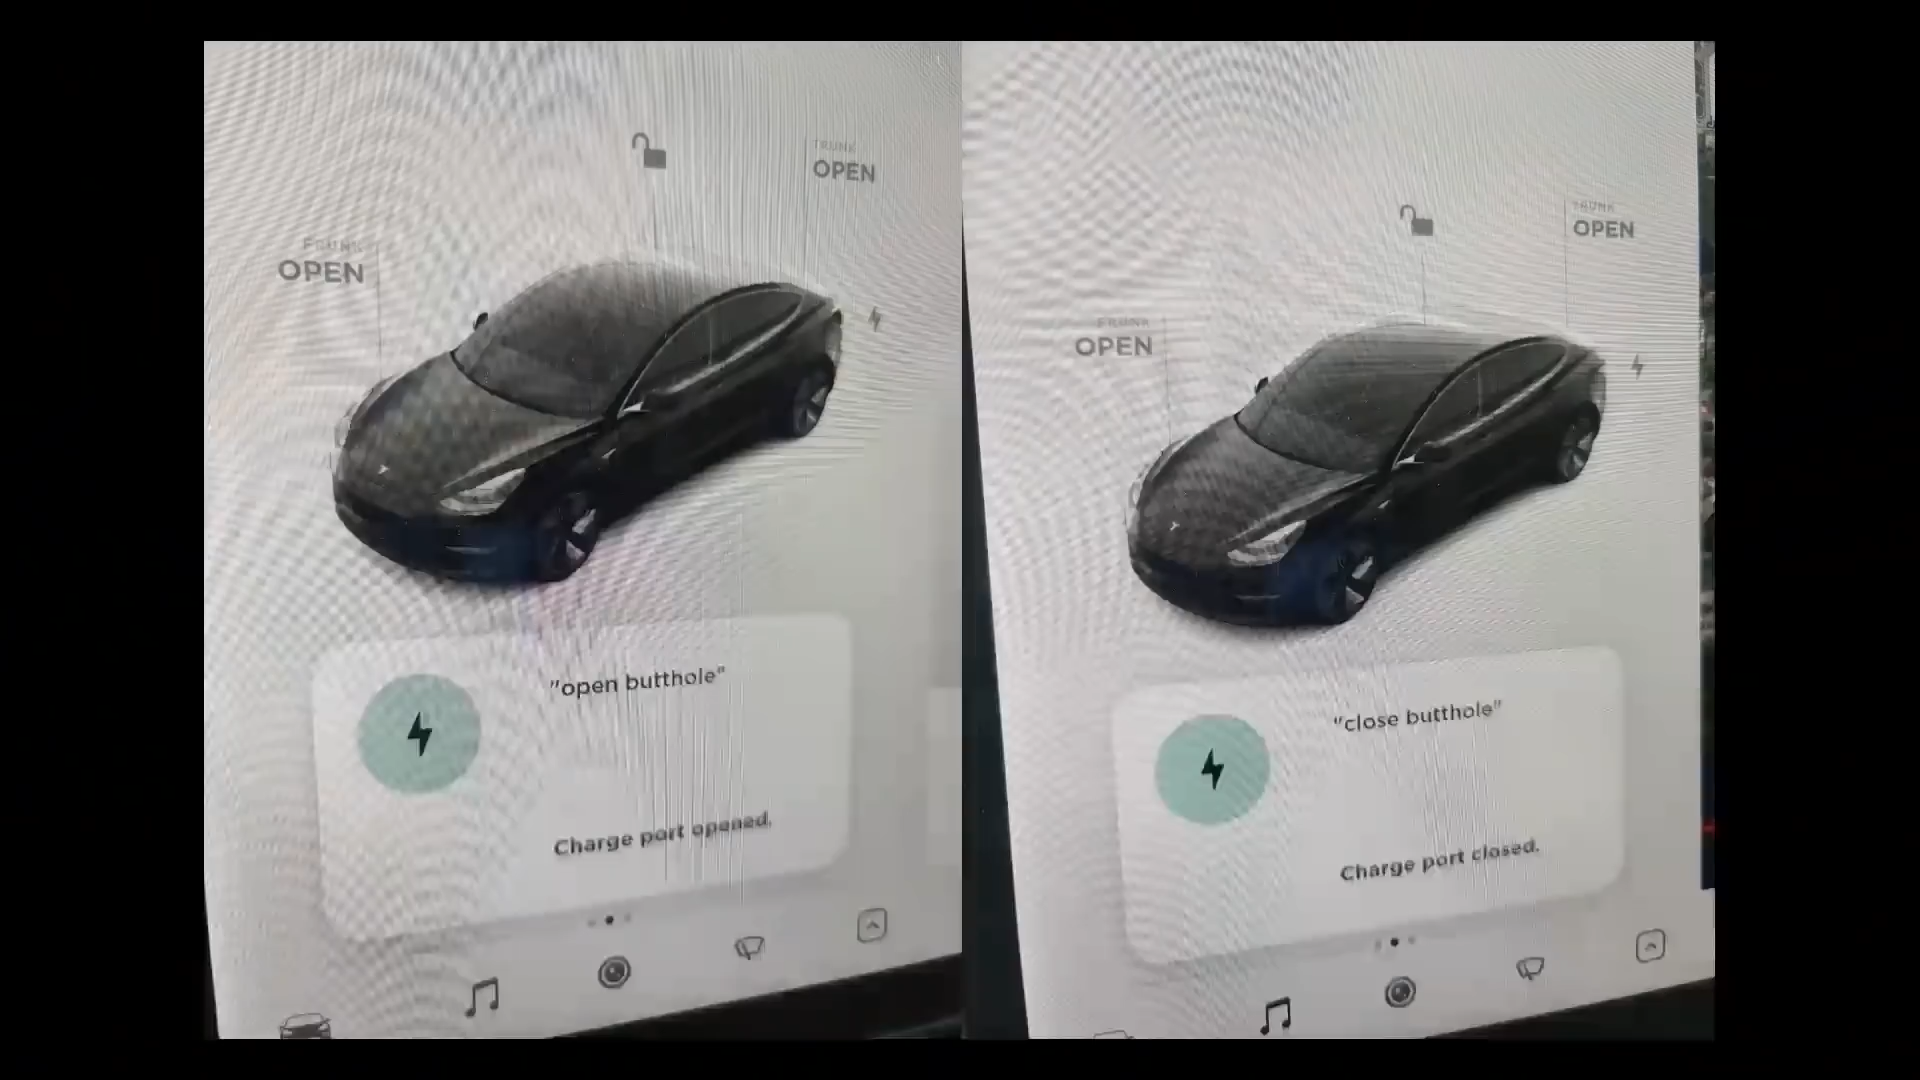 TRUNK
OPEN
FRUNK
OPEN
"open butthole"
Charge port opened.
TRUNK
OPEN
FRUNK
OPEN
"close butthole"
Charge port closed.